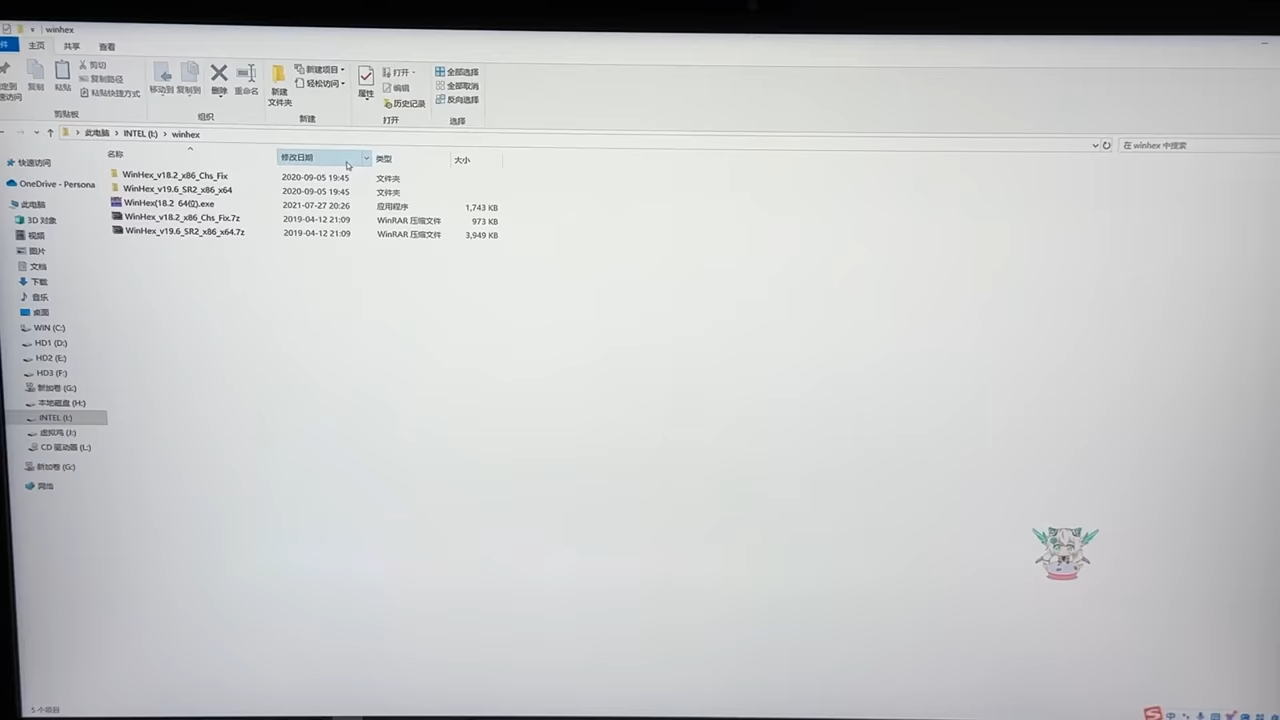 winhex
件 主页 共享 查看
复制 粘贴 剪切 复制路径 粘贴快捷方式 剪贴板
移动到 复制到 删除 重命名 组织
新建文件夹 新建项目 轻松访问 新建
属性 打开 编辑 历史记录 打开
全部选择 全部取消 反向选择 选择
此电脑 > INTEL (I:) > winhex
在 winhex 中搜索
名称 修改日期 类型 大小
WinHex_v18.2_x86_Chs_Fix 2020-09-05 19:45 文件夹
WinHex_v19.6_SR2_x86_x64 2020-09-05 19:45 文件夹
WinHex(18.2 64位).exe 2021-07-27 20:26 应用程序 1,743 KB
WinHex_v18.2_x86_Chs_Fix.7z 2019-04-12 21:09 WinRAR 压缩文件 973 KB
WinHex_v19.6_SR2_x86_x64.7z 2019-04-12 21:09 WinRAR 压缩文件 3,949 KB
快速访问
OneDrive - Persona
此电脑
3D 对象
视频
图片
文档
下载
音乐
桌面
WIN (C:)
HD1 (D:)
HD2 (E:)
HD3 (F:)
新加卷 (G:)
本地磁盘 (H:)
INTEL (I:)
虚拟鸡 (J:)
CD 驱动器 (L:)
新加卷 (G:)
网络
5 个项目
中